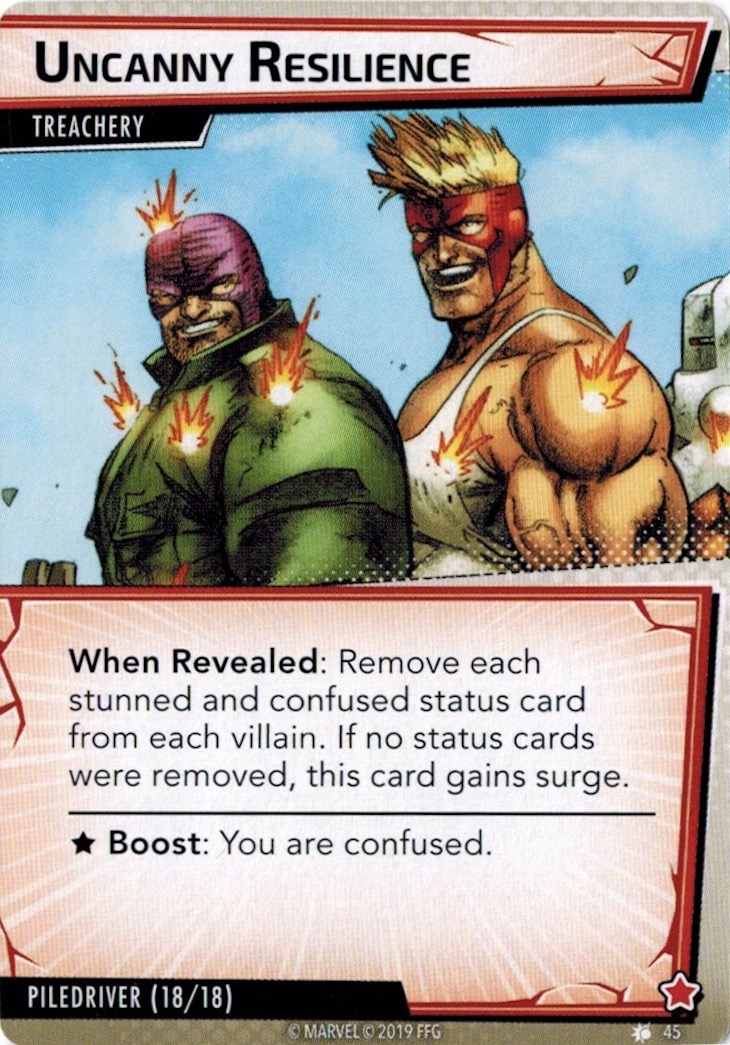 UNCANNY RESILIENCE
TREACHERY
When Revealed: Remove each
stunned and confused status card
from each villain. If no status cards
were removed, this card gains surge.
★ Boost: You are confused.
PILEDRIVER (18/18)
© MARVEL © 2019 FFG
45